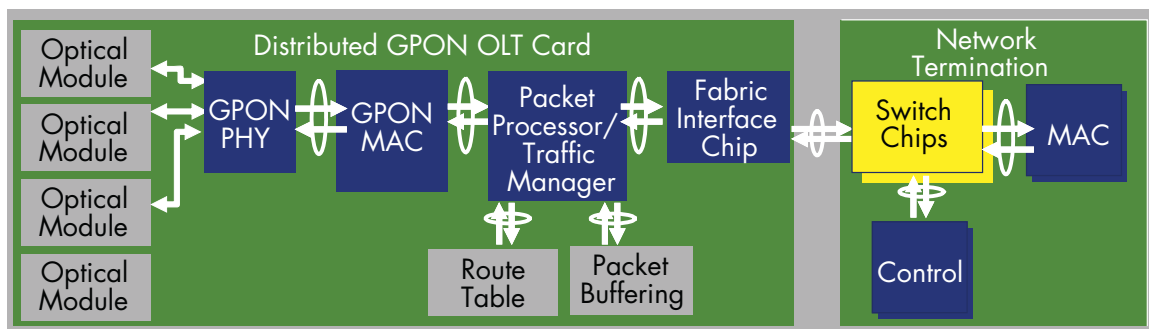 Distributed GPON OLT Card
Optical
Module
Optical
Module
Optical
Module
Optical
Module
GPON
PHY
GPON
MAC
Packet
Processor/
Traffic
Manager
Fabric
Interface
Chip
Route
Table
Packet
Buffering
Network
Termination
Switch
Chips
MAC
Control